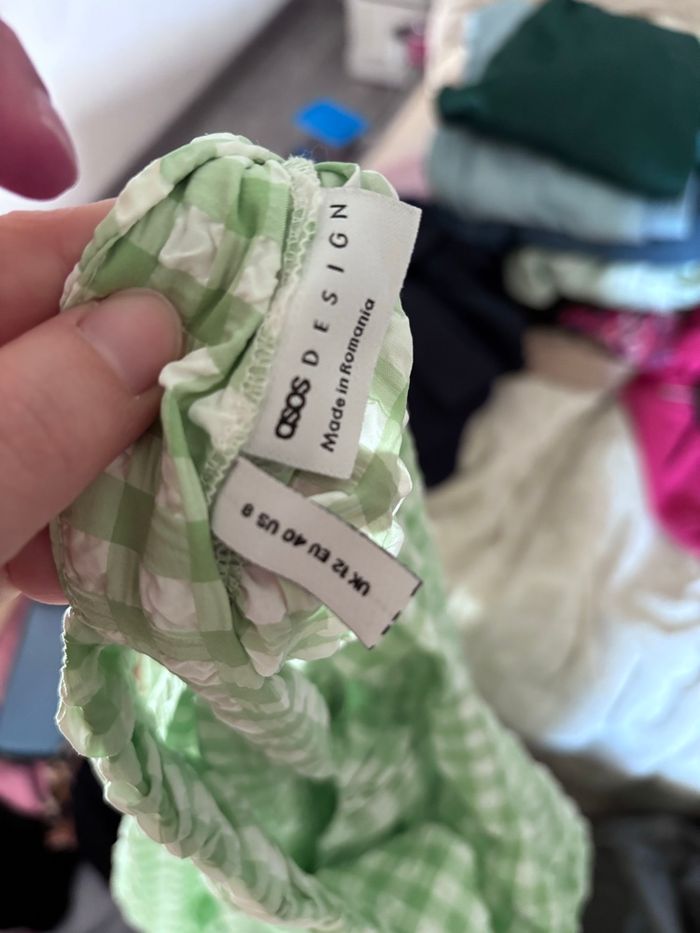 asos DESIGN
Made in Romania
UK 12 EU 40 US 8